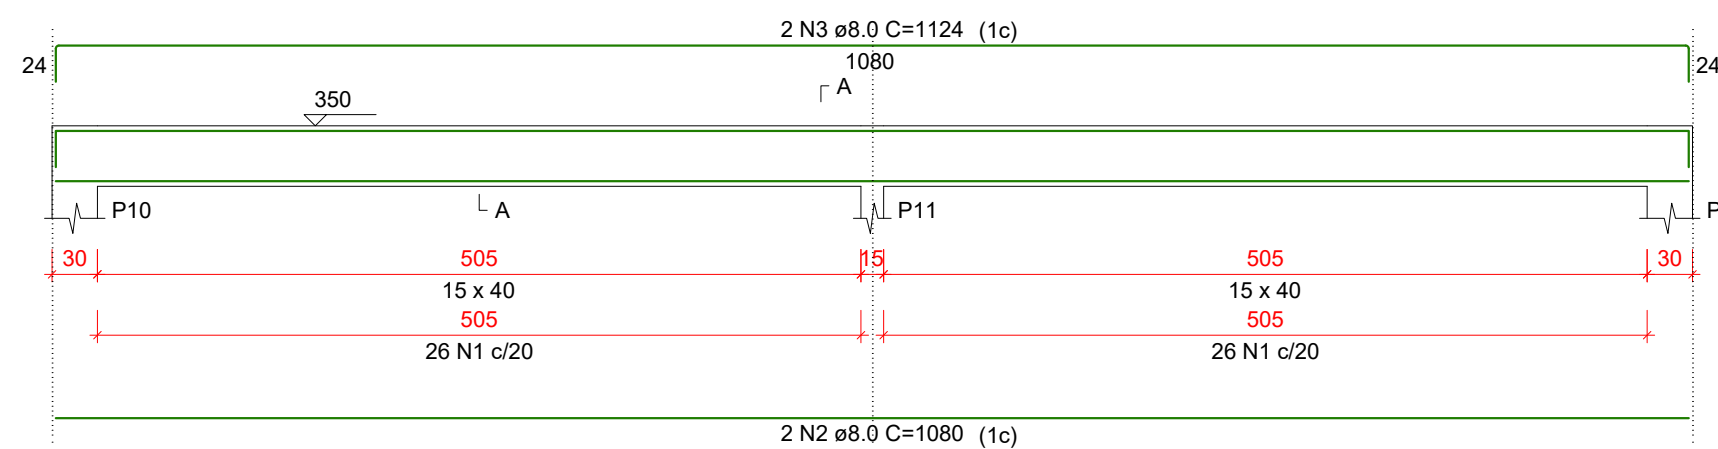 2 N3 ø8.0 C=1124 (1c)
24 1080 24
A
350
P10 A P11 P
30 505 15 505 30
15 x 40 15 x 40
505 505
26 N1 c/20 26 N1 c/20
2 N2 ø8.0 C=1080 (1c)